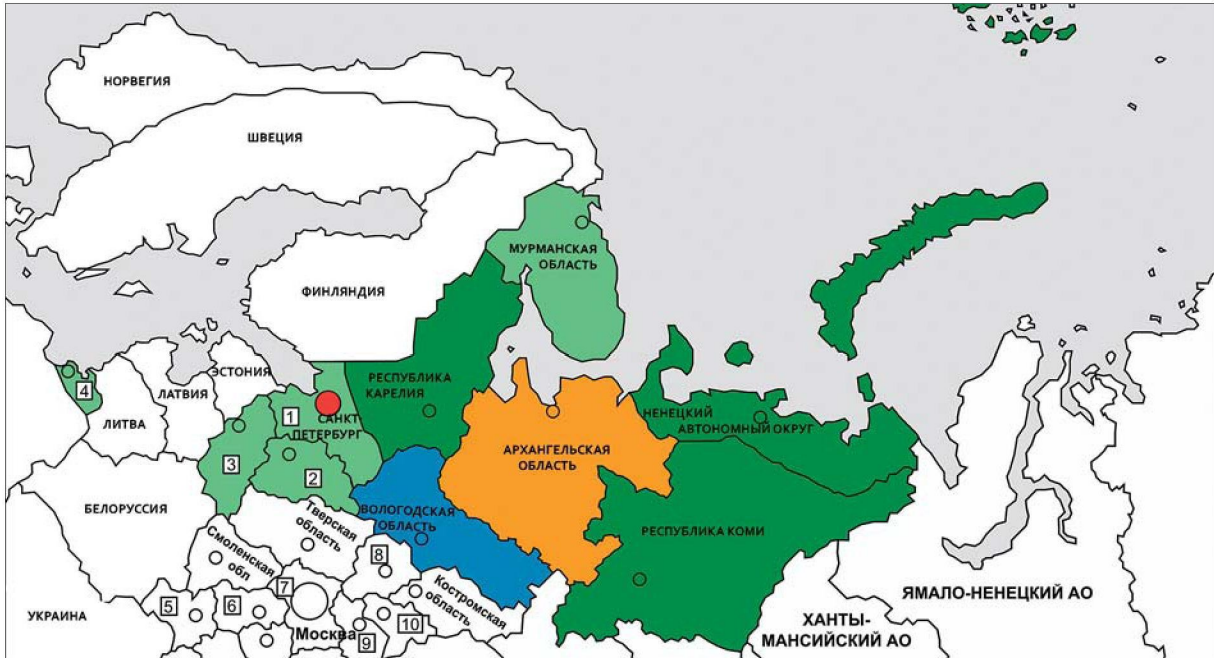 НОРВЕГИЯ
ШВЕЦИЯ
МУРМАНСКАЯ
ОБЛАСТЬ
ФИНЛЯНДИЯ
ЭСТОНИЯ
РЕСПУБЛИКА
КАРЕЛИЯ
4
ЛАТВИЯ
ЛИТВА
1
САНКТ-
ПЕТЕРБУРГ
НЕНЕЦКИЙ
АВТОНОМНЫЙ ОКРУГ
АРХАНГЕЛЬСКАЯ
ОБЛАСТЬ
3
2
БЕЛОРУССИЯ
Тверская
область
ВОЛОГОДСКАЯ
ОБЛАСТЬ
РЕСПУБЛИКА КОМИ
Смоленская
обл
8
7
Костромская
область
ЯМАЛО-НЕНЕЦКИЙ АО
УКРАИНА
5
6
10
Москва
9
ХАНТЫ-
МАНСИЙСКИЙ АО